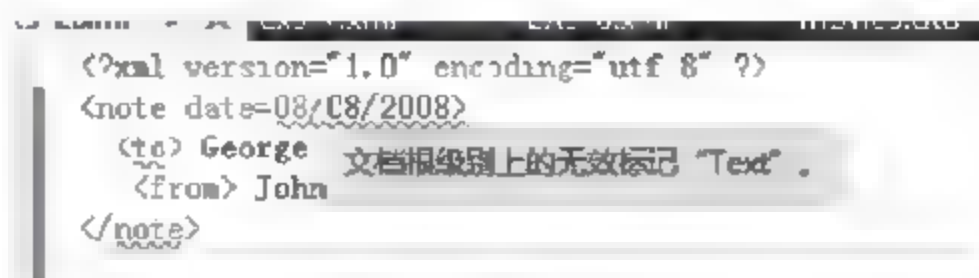 <?xml version="1.0" encoding="utf 8" ?>
<note date=08/C8/2008>
<to> George
文档根级别上的无效标记 "Text".
<from> John
</note>